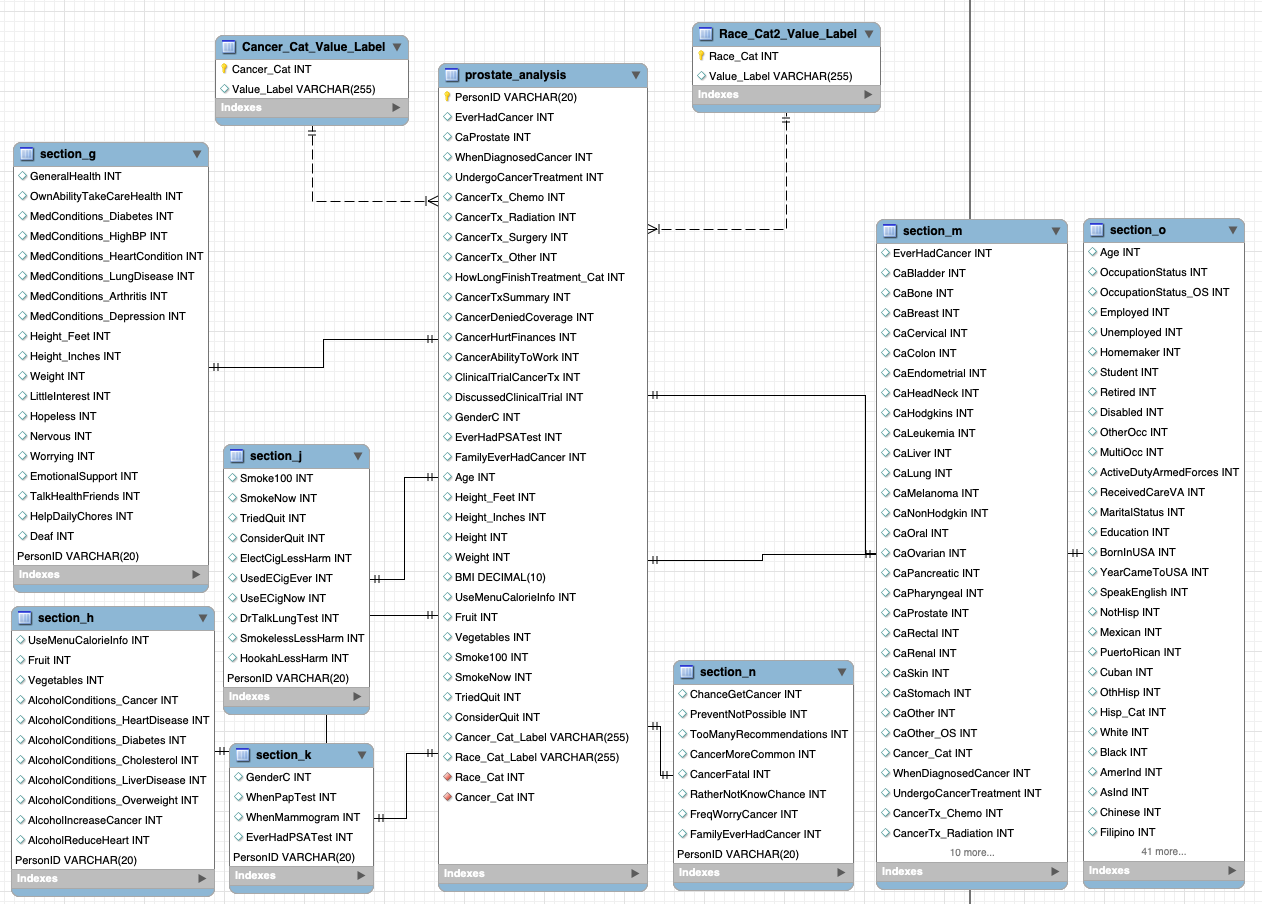 Cancer_Cat_Value_Label
Cancer_Cat INT
Value_Label VARCHAR(255)
Indexes
Race_Cat2_Value_Label
Race_Cat INT
Value_Label VARCHAR(255)
Indexes
prostate_analysis
PersonID VARCHAR(20)
EverHadCancer INT
CaProstate INT
WhenDiagnosedCancer INT
UndergoCancerTreatment INT
CancerTx_Chemo INT
CancerTx_Radiation INT
CancerTx_Surgery INT
CancerTx_Other INT
HowLongFinishTreatment_Cat INT
CancerTxSummary INT
CancerDeniedCoverage INT
CancerHurtFinances INT
CancerAbilityToWork INT
ClinicalTrialCancerTx INT
DiscussedClinicalTrial INT
GenderC INT
EverHadPSATest INT
FamilyEverHadCancer INT
Age INT
Height_Feet INT
Height_Inches INT
Height INT
Weight INT
BMI DECIMAL(10)
UseMenuCalorieInfo INT
Fruit INT
Vegetables INT
Smoke100 INT
SmokeNow INT
TriedQuit INT
ConsiderQuit INT
Cancer_Cat_Label VARCHAR(255)
Race_Cat_Label VARCHAR(255)
Race_Cat INT
Cancer_Cat INT
Indexes
section_g
GeneralHealth INT
OwnAbilityTakeCareHealth INT
MedConditions_Diabetes INT
MedConditions_HighBP INT
MedConditions_HeartCondition INT
MedConditions_LungDisease INT
MedConditions_Arthritis INT
MedConditions_Depression INT
Height_Feet INT
Height_Inches INT
Weight INT
LittleInterest INT
Hopeless INT
Nervous INT
Worrying INT
EmotionalSupport INT
TalkHealthFriends INT
HelpDailyChores INT
Deaf INT
PersonID VARCHAR(20)
Indexes
section_j
Smoke100 INT
SmokeNow INT
TriedQuit INT
ConsiderQuit INT
ElectCigLessHarm INT
UsedECigEver INT
UseECigNow INT
DrTalkLungTest INT
SmokelessLessHarm INT
HookahLessHarm INT
PersonID VARCHAR(20)
Indexes
section_h
UseMenuCalorieInfo INT
Fruit INT
Vegetables INT
AlcoholConditions_Cancer INT
AlcoholConditions_HeartDisease INT
AlcoholConditions_Diabetes INT
AlcoholConditions_Cholesterol INT
AlcoholConditions_LiverDisease INT
AlcoholConditions_Overweight INT
AlcoholIncreaseCancer INT
AlcoholReduceHeart INT
PersonID VARCHAR(20)
Indexes
section_k
GenderC INT
WhenPapTest INT
WhenMammogram INT
EverHadPSATest INT
PersonID VARCHAR(20)
Indexes
section_n
ChanceGetCancer INT
PreventNotPossible INT
TooManyRecommendations INT
CancerMoreCommon INT
CancerFatal INT
RatherNotKnowChance INT
FreqWorryCancer INT
FamilyEverHadCancer INT
PersonID VARCHAR(20)
Indexes
section_m
EverHadCancer INT
CaBladder INT
CaBone INT
CaBreast INT
CaCervical INT
CaColon INT
CaEndometrial INT
CaHeadNeck INT
CaHodgkins INT
CaLeukemia INT
CaLiver INT
CaLung INT
CaMelanoma INT
CaNonHodgkin INT
CaOral INT
CaOvarian INT
CaPancreatic INT
CaPharyngeal INT
CaProstate INT
CaRectal INT
CaRenal INT
CaSkin INT
CaStomach INT
CaOther INT
CaOther_OS INT
Cancer_Cat INT
WhenDiagnosedCancer INT
UndergoCancerTreatment INT
CancerTx_Chemo INT
CancerTx_Radiation INT
10 more...
Indexes
section_o
Age INT
OccupationStatus INT
OccupationStatus_OS INT
Employed INT
Unemployed INT
Homemaker INT
Student INT
Retired INT
Disabled INT
OtherOcc INT
MultiOcc INT
ActiveDutyArmedForces INT
ReceivedCareVA INT
MaritalStatus INT
Education INT
BornInUSA INT
YearCameToUSA INT
SpeakEnglish INT
NotHisp INT
Mexican INT
PuertoRican INT
Cuban INT
OthHisp INT
Hisp_Cat INT
White INT
Black INT
AmerInd INT
AsInd INT
Chinese INT
Filipino INT
41 more...
Indexes